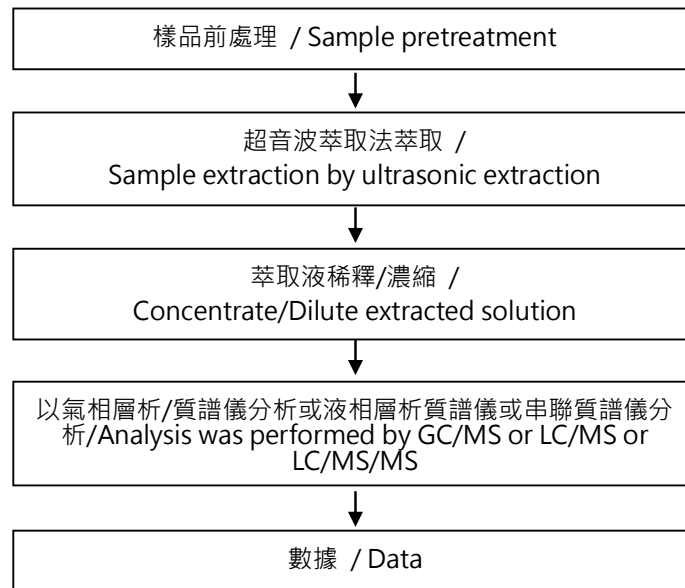 樣品前處理 / Sample pretreatment
超音波萃取法萃取 /
Sample extraction by ultrasonic extraction
萃取液稀釋/濃縮 /
Concentrate/Dilute extracted solution
以氣相層析/質譜儀分析或液相層析質譜儀或串聯質譜儀分
析/Analysis was performed by GC/MS or LC/MS or
LC/MS/MS
數據 / Data